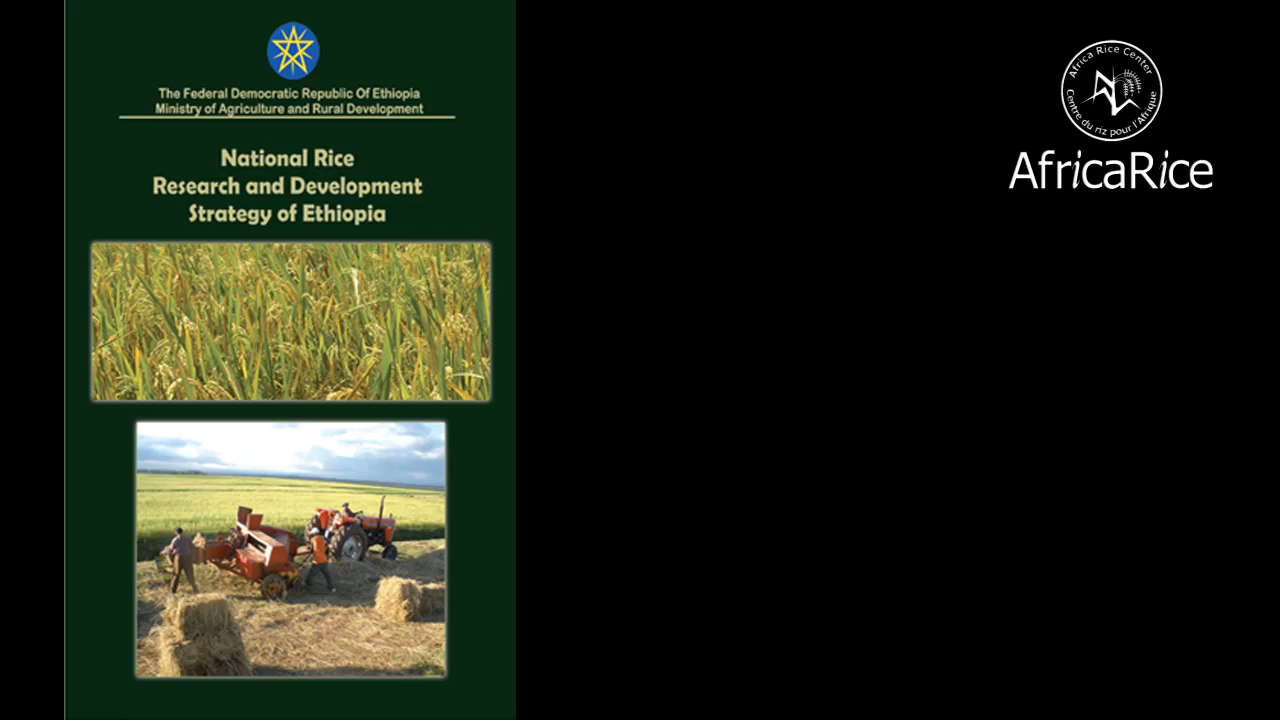 The Federal Democratic Republic Of Ethiopia
Ministry of Agriculture and Rural Development
National Rice
Research and Development
Strategy of Ethiopia
Africa Rice Center
Centre du riz pour l'Afrique
AfricaRice